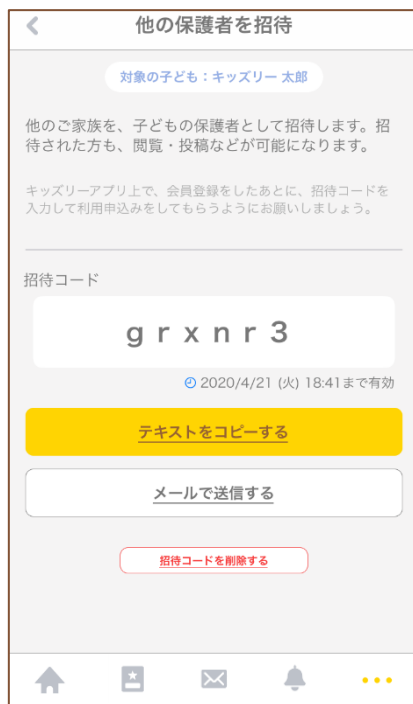 他の保護者を招待
対象の子ども：キッズリー 太郎
他のご家族を、子どもの保護者として招待します。招
待された方も、閲覧・投稿などが可能になります。
キッズリーアプリ上で、会員登録をしたあとに、招待コードを
入力して利用申込みをしてもらうようにお願いしましょう。
招待コード
grxnr3
2020/4/21 (火) 18:41まで有効
テキストをコピーする
メールで送信する
招待コードを削除する